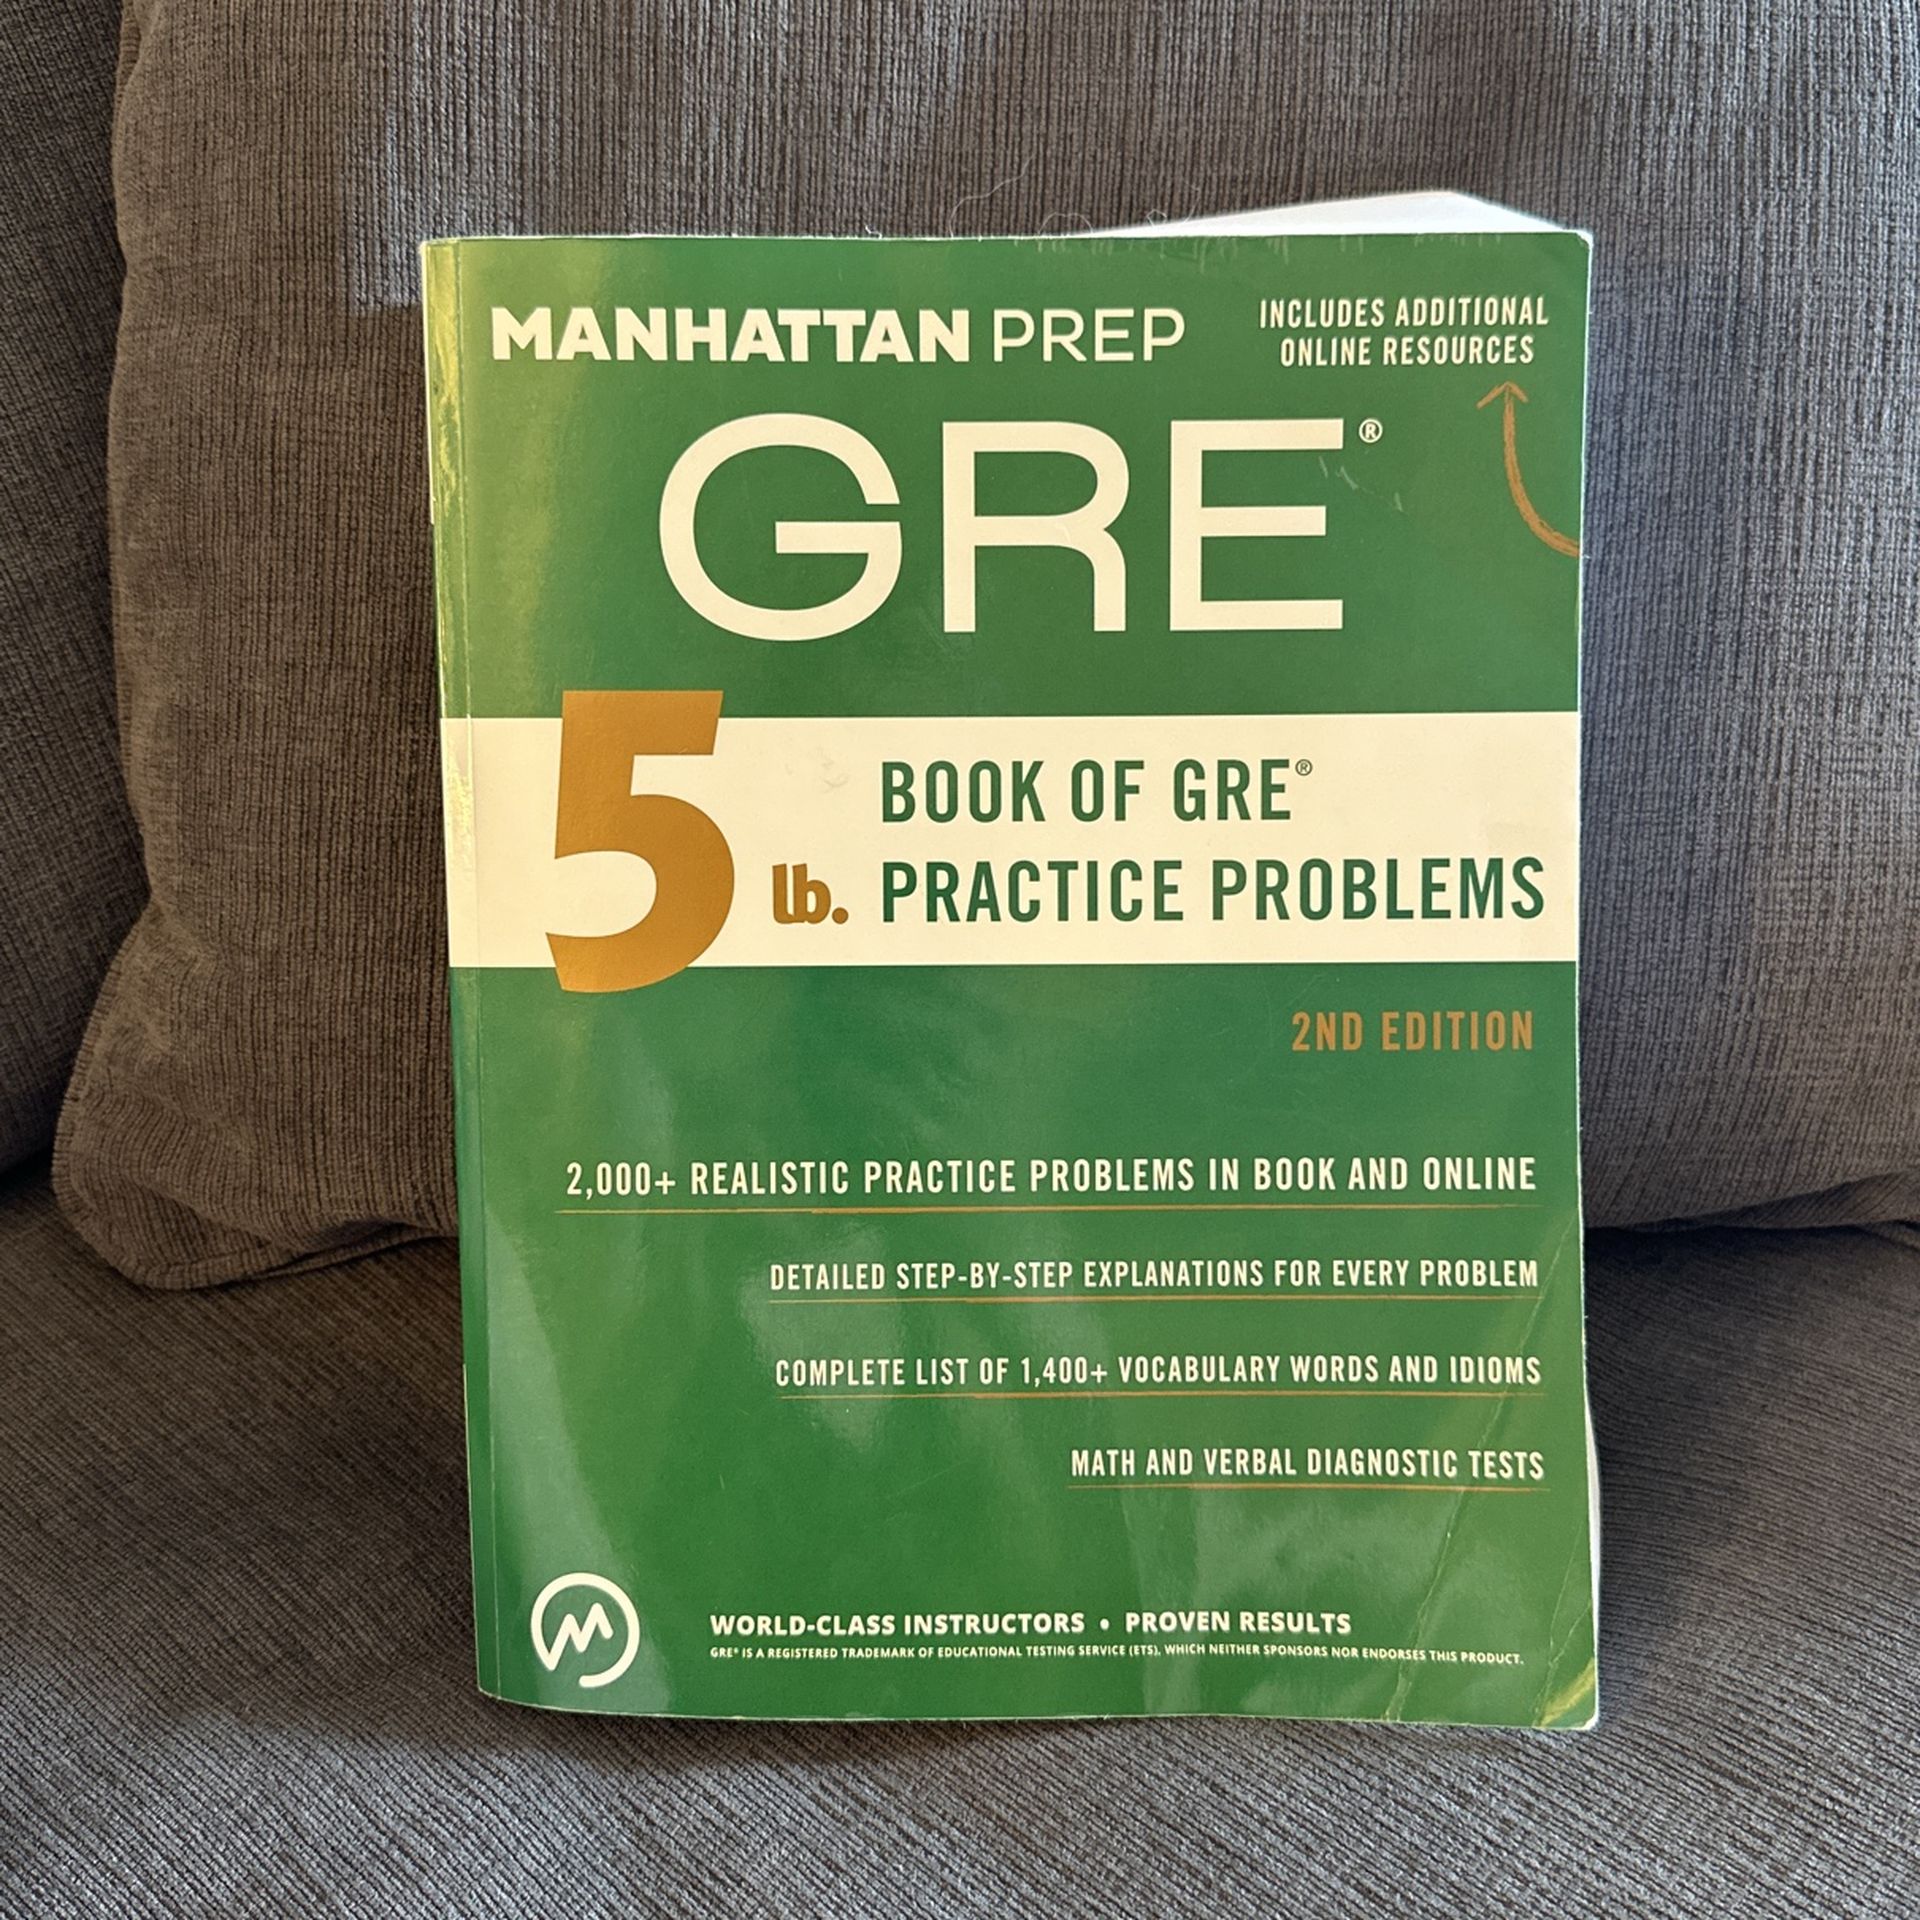 MANHATTAN PREP
INCLUDES ADDITIONAL
ONLINE RESOURCES
GRE®
5 lb.
BOOK OF GRE®
PRACTICE PROBLEMS
2ND EDITION
2,000+ REALISTIC PRACTICE PROBLEMS IN BOOK AND ONLINE
DETAILED STEP-BY-STEP EXPLANATIONS FOR EVERY PROBLEM
COMPLETE LIST OF 1,400+ VOCABULARY WORDS AND IDIOMS
MATH AND VERBAL DIAGNOSTIC TESTS
M
WORLD-CLASS INSTRUCTORS • PROVEN RESULTS
GRE® IS A REGISTERED TRADEMARK OF EDUCATIONAL TESTING SERVICE (ETS), WHICH NEITHER SPONSORS NOR ENDORSES THIS PRODUCT.